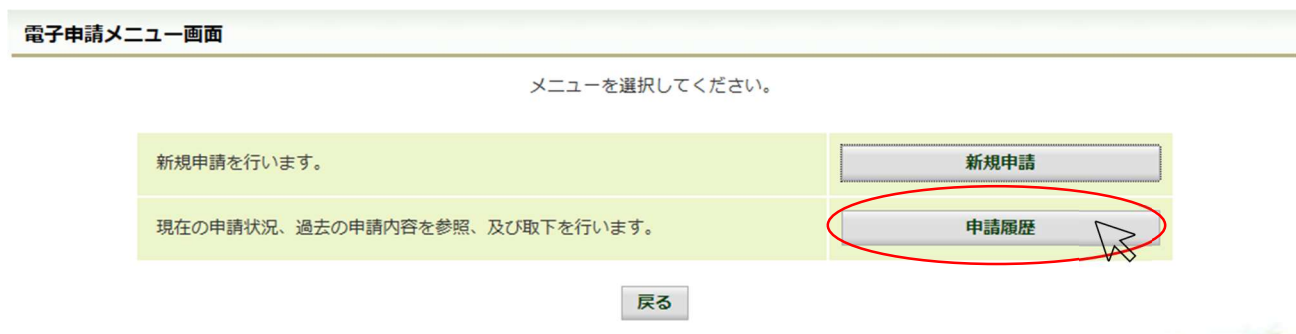 電子申請メニュー画面
メニューを選択してください。
新規申請を行います。
新規申請
現在の申請状況、過去の申請内容を参照、及び取下を行います。
申請履歴
戻る